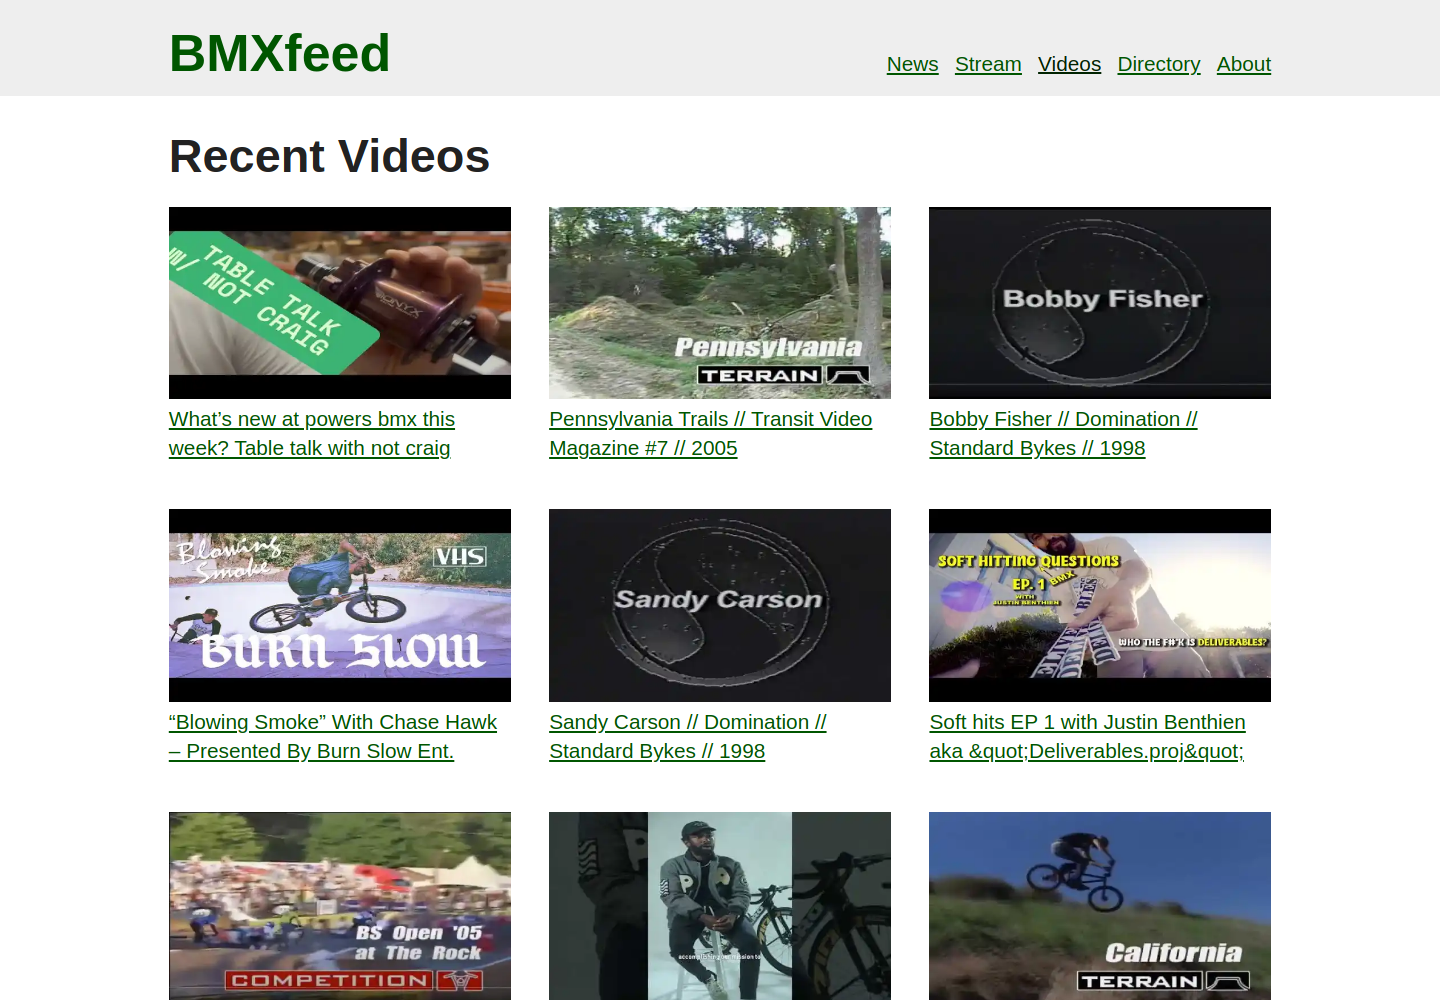 BMXfeed
News Stream Videos Directory About
Recent Videos
W/ TABLE TALK
NOT CRAIG
ONYX
Pennsylvania
TERRAIN
Bobby Fisher
What’s new at powers bmx this
week? Table talk with not craig
Pennsylvania Trails // Transit Video
Magazine #7 // 2005
Bobby Fisher // Domination //
Standard Bykes // 1998
Blowing
Smoke
VHS
BURN SLOW
Sandy Carson
SOFT HITTING QUESTIONS
EP. 1 BMX
WITH
JUSTIN BENTHIEN
WHO THE F#*K IS DELIVERABLES?
“Blowing Smoke” With Chase Hawk
– Presented By Burn Slow Ent.
Sandy Carson // Domination //
Standard Bykes // 1998
Soft hits EP 1 with Justin Benthien
aka &quot;Deliverables.proj&quot;
BS Open '05
at The Rock
COMPETITION
California
TERRAIN